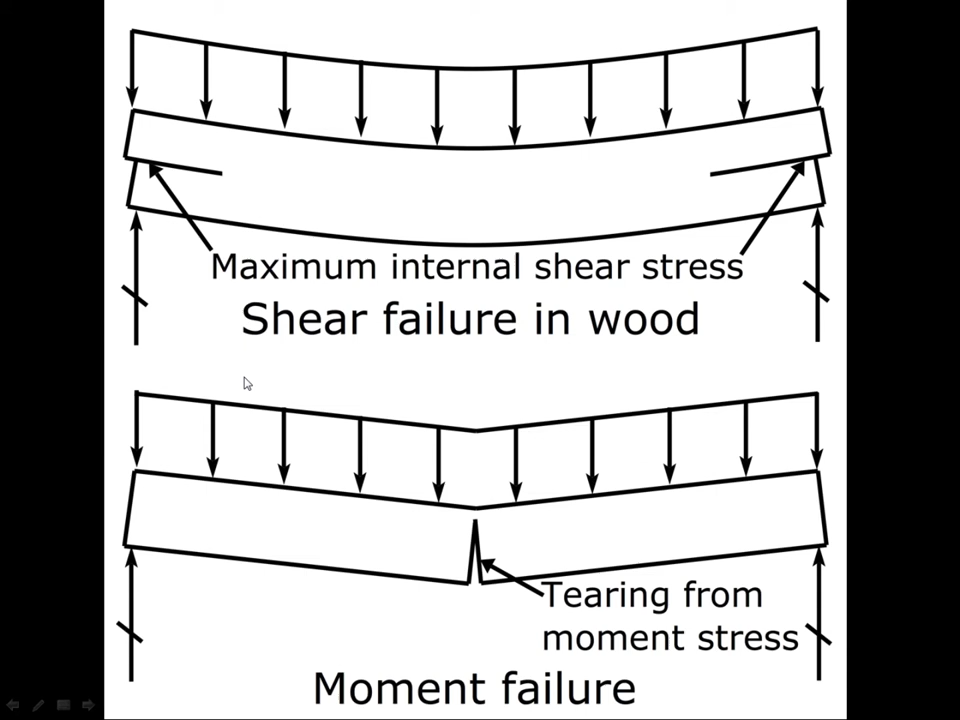 Maximum internal shear stress
Shear failure in wood
Tearing from
moment stress
Moment failure